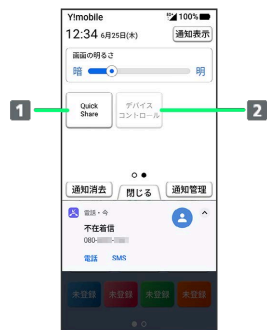 Y!mobile
100%
12:34 6月25日(木)
通知表示
画面の明るさ
暗
明
1
Quick
Share
デバイス
コントロール
2
通知消去
閉じる
通知管理
電話・今
不在着信
080-
電話
SMS
未登録
未登録
未登録
未登録